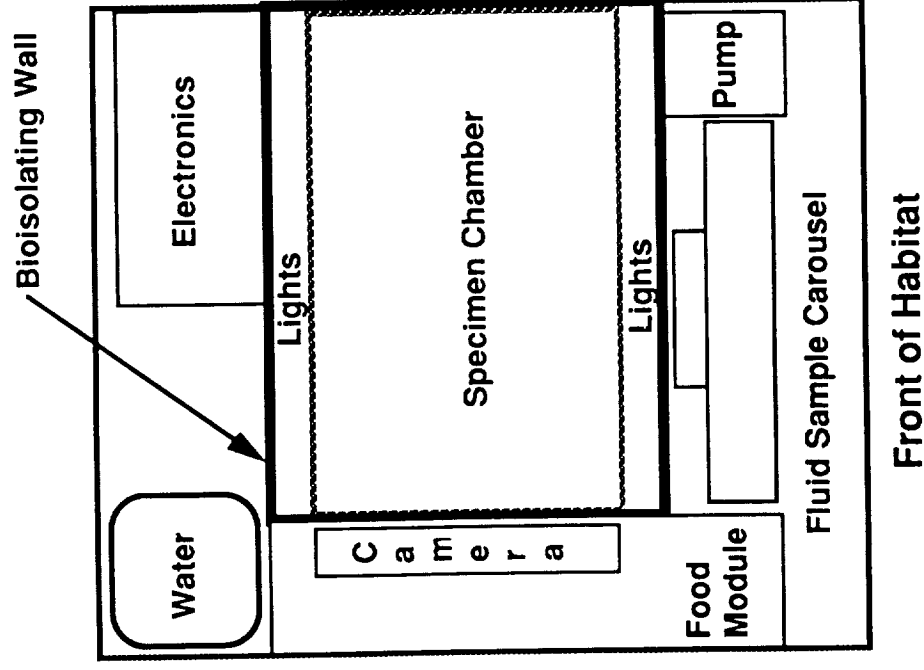 Bioisolating Wall
Water
Electronics
Lights
Camera
Specimen Chamber
Lights
Food
Module
Pump
Fluid Sample Carousel
Front of Habitat